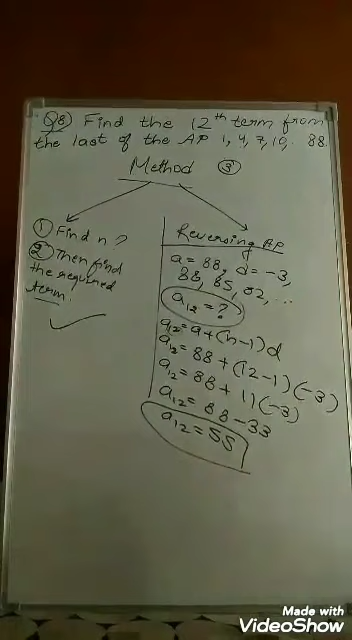 Q8) Find the 12th term from
the last of the AP 1, 4, 7, 10, .. 88.
Method ③
① Find n ?
② Then find
the required
term.
Reversing AP
a = 88, d = -3,
88, 85, 82, ...
a12 = ?
a12 = a + (n-1)d
a12 = 88 + (12-1)(-3)
a12 = 88 + 11(-3)
a12 = 88 - 33
a12 = 55
Made with
VideoShow